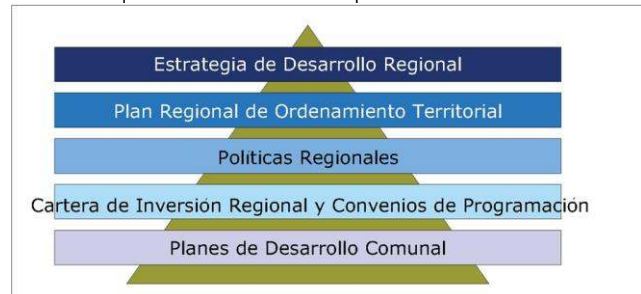 Estrategia de Desarrollo Regional
Plan Regional de Ordenamiento Territorial
Políticas Regionales
Cartera de Inversión Regional y Convenios de Programación
Planes de Desarrollo Comunal